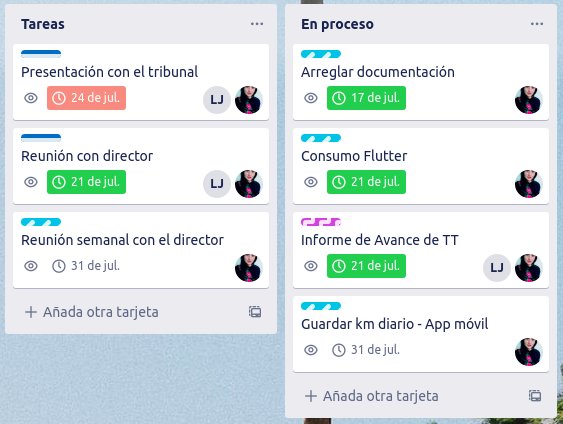 Tareas
Presentación con el tribunal
24 de jul.
LJ
Reunión con director
21 de jul.
LJ
Reunión semanal con el director
31 de jul.
Añada otra tarjeta
En proceso
Arreglar documentación
17 de jul.
Consumo Flutter
21 de jul.
Informe de Avance de TT
21 de jul.
LJ
Guardar km diario - App móvil
31 de jul.
Añada otra tarjeta